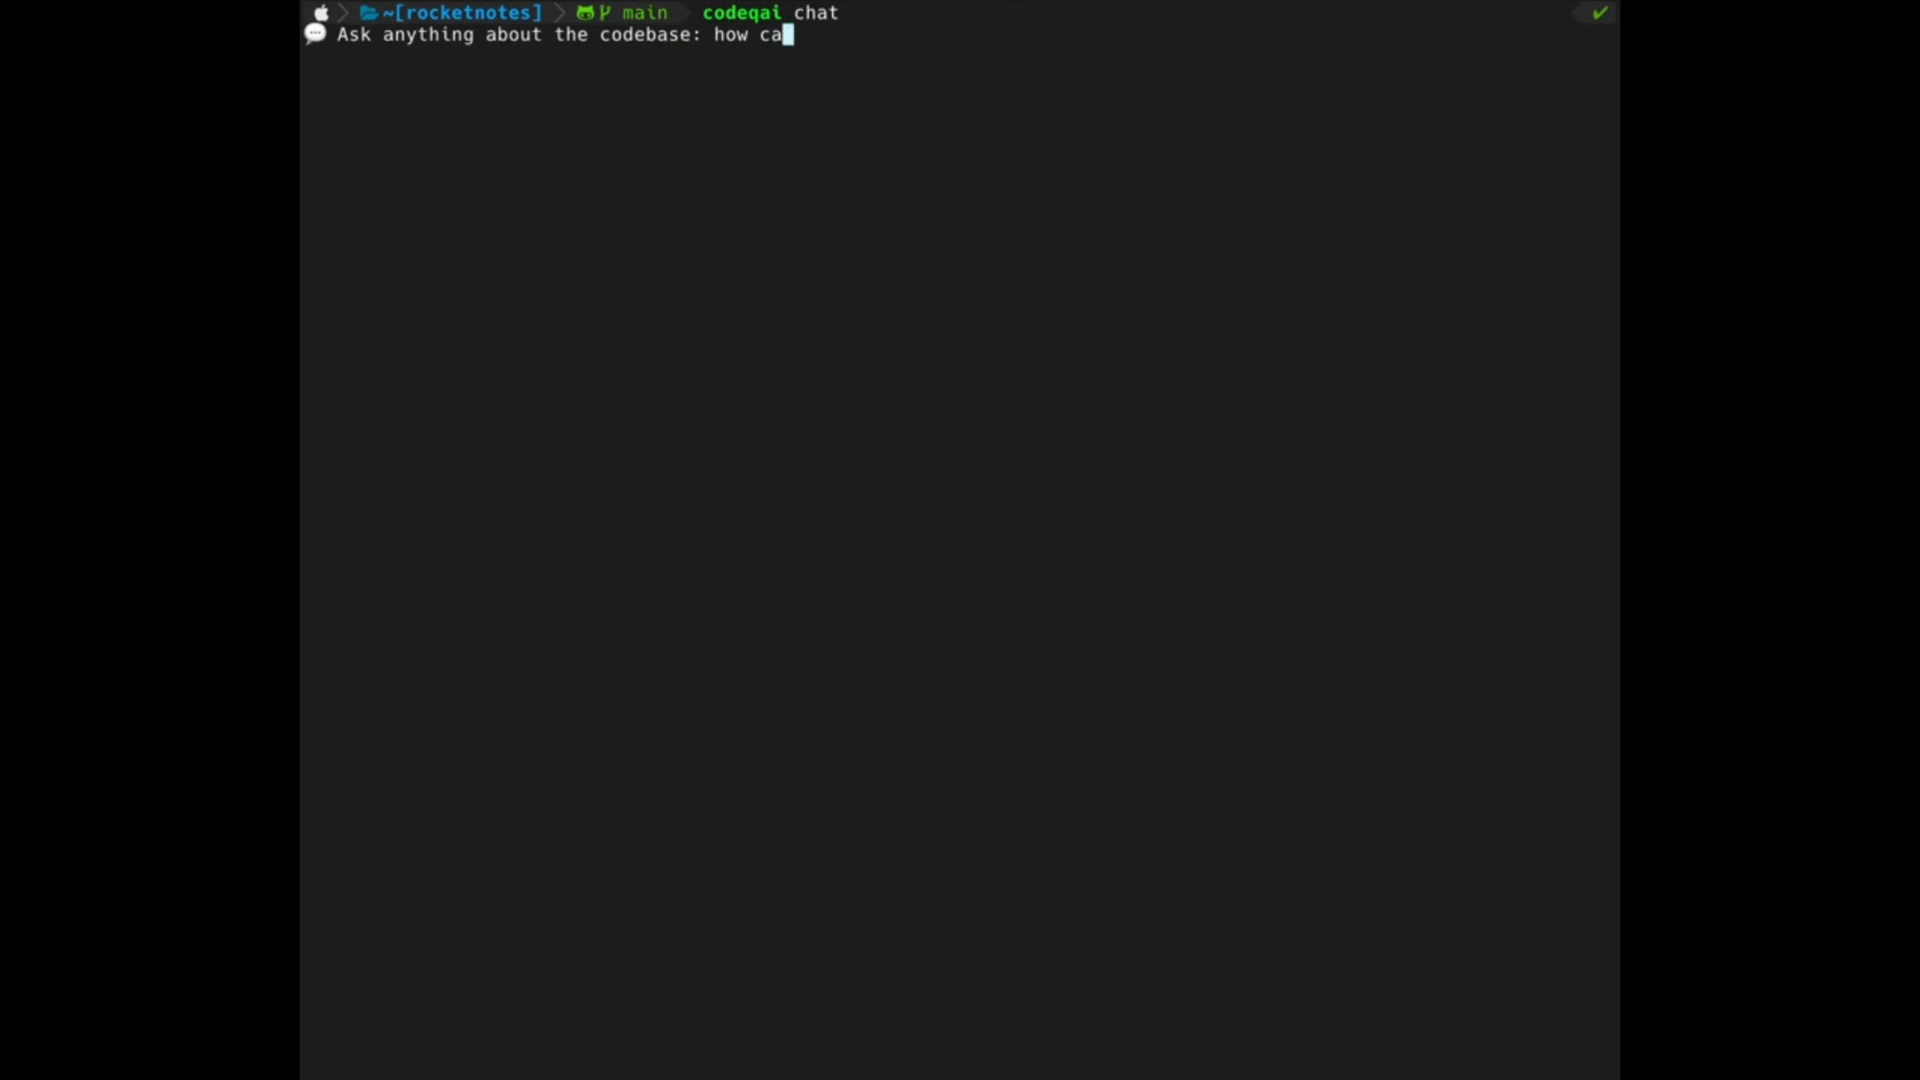 ~[rocketnotes] main codeqai chat
Ask anything about the codebase: how ca